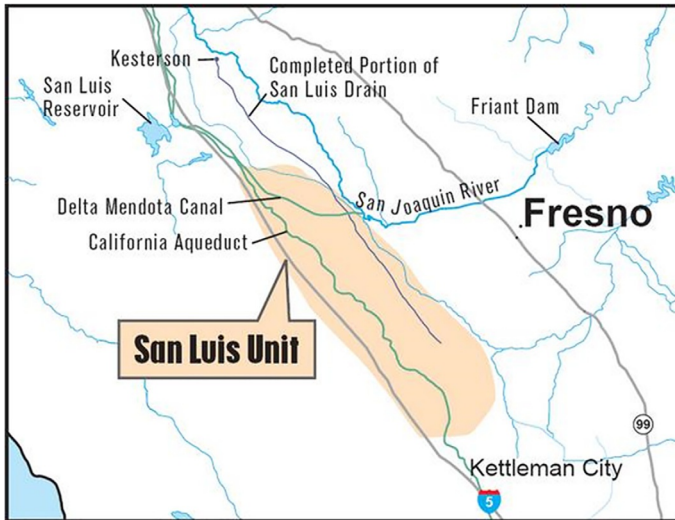 Kesterson
Completed Portion of
San Luis Drain
San Luis
Reservoir
Friant Dam
San Joaquin River
Delta Mendota Canal
Fresno
California Aqueduct
San Luis Unit
99
Kettleman City
5